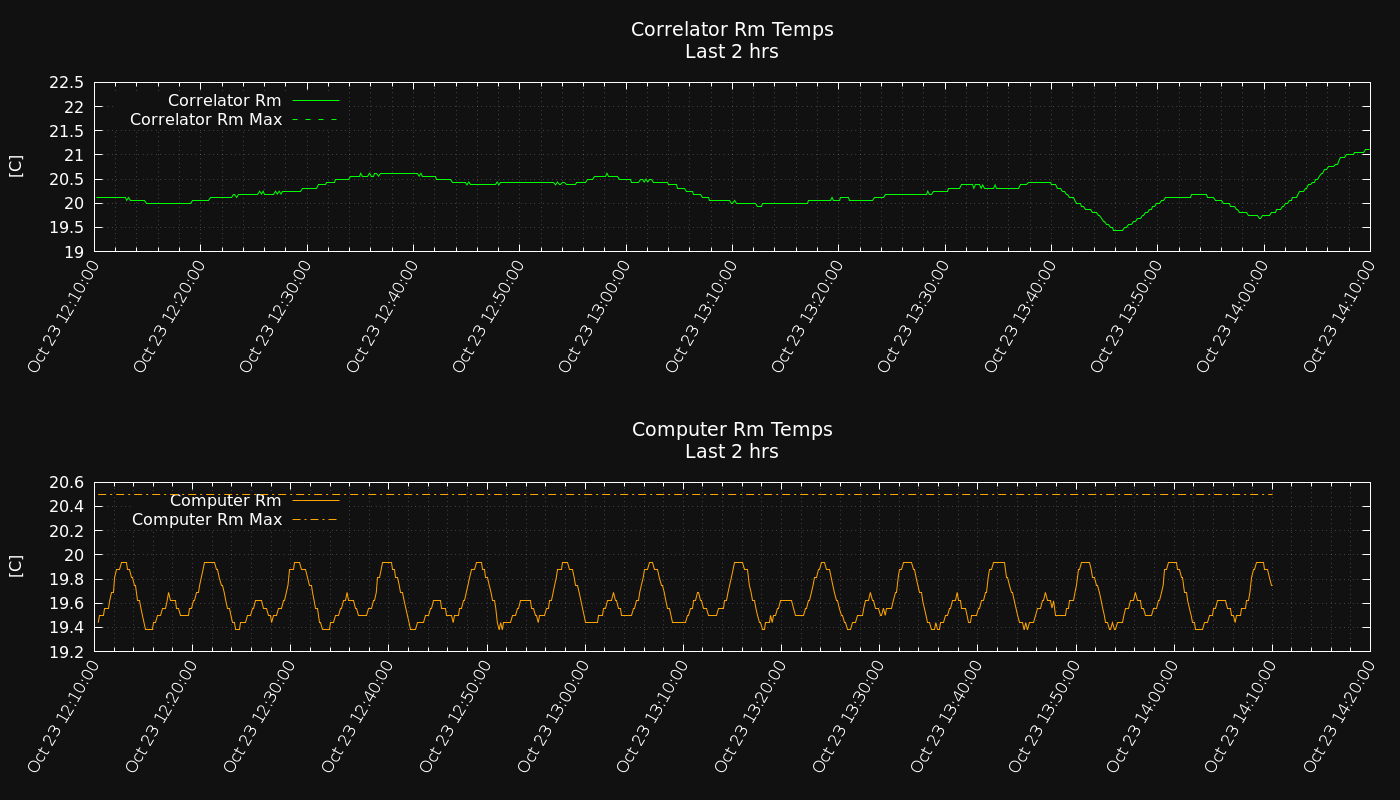 Correlator Rm Temps
Last 2 hrs
22.5
22
21.5
21
20.5
20
19.5
19
[C]
Correlator Rm
Correlator Rm Max
Oct 23 12:10:00
Oct 23 12:20:00
Oct 23 12:30:00
Oct 23 12:40:00
Oct 23 12:50:00
Oct 23 13:00:00
Oct 23 13:10:00
Oct 23 13:20:00
Oct 23 13:30:00
Oct 23 13:40:00
Oct 23 13:50:00
Oct 23 14:00:00
Oct 23 14:10:00
Computer Rm Temps
Last 2 hrs
20.6
20.4
20.2
20
19.8
19.6
19.4
19.2
[C]
Computer Rm
Computer Rm Max
Oct 23 12:10:00
Oct 23 12:20:00
Oct 23 12:30:00
Oct 23 12:40:00
Oct 23 12:50:00
Oct 23 13:00:00
Oct 23 13:10:00
Oct 23 13:20:00
Oct 23 13:30:00
Oct 23 13:40:00
Oct 23 13:50:00
Oct 23 14:00:00
Oct 23 14:10:00
Oct 23 14:20:00